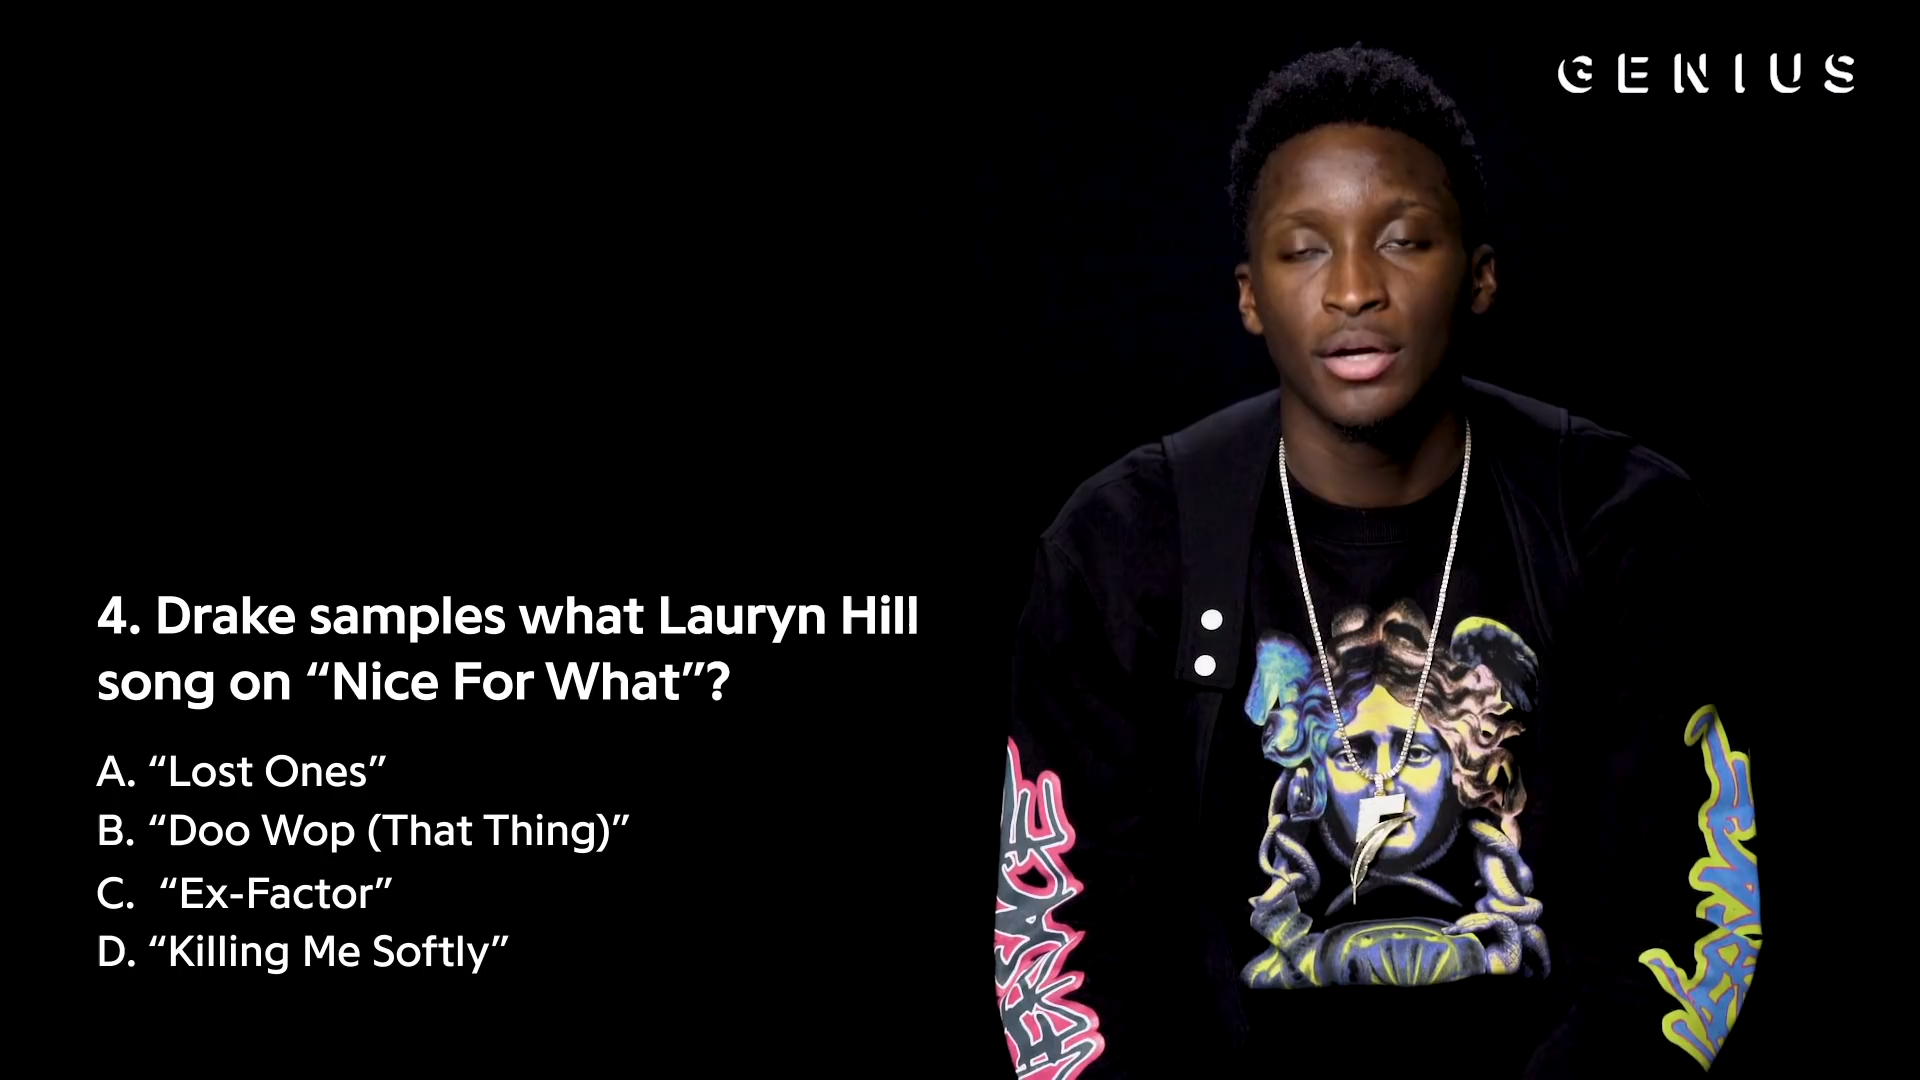 GENIUS
4. Drake samples what Lauryn Hill
song on “Nice For What”?
A. “Lost Ones”
B. “Doo Wop (That Thing)”
C. “Ex-Factor”
D. “Killing Me Softly”